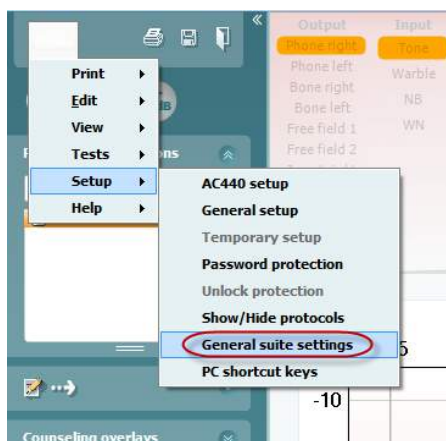 Print
Edit
View
Tests
Setup
Help
AC440 setup
General setup
Temporary setup
Password protection
Unlock protection
Show/Hide protocols
General suite settings
PC shortcut keys
dB
ns
Counseling overlays
Output
Phone right
Phone left
Bone right
Bone left
Free field 1
Free field 2
Input
Tone
Warble
NB
WN
-10